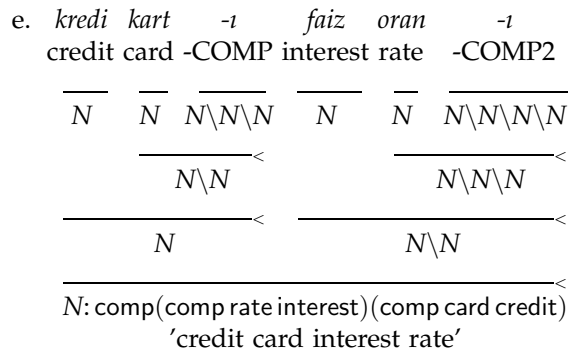 e. kredi kart -ı faiz oran -ı
credit card -COMP interest rate -COMP2
N N N\N\N N N N\N\N\N
<
<
N\N N\N\N
<
<
N N\N
<
N: comp(comp rate interest)(comp card credit)
'credit card interest rate'